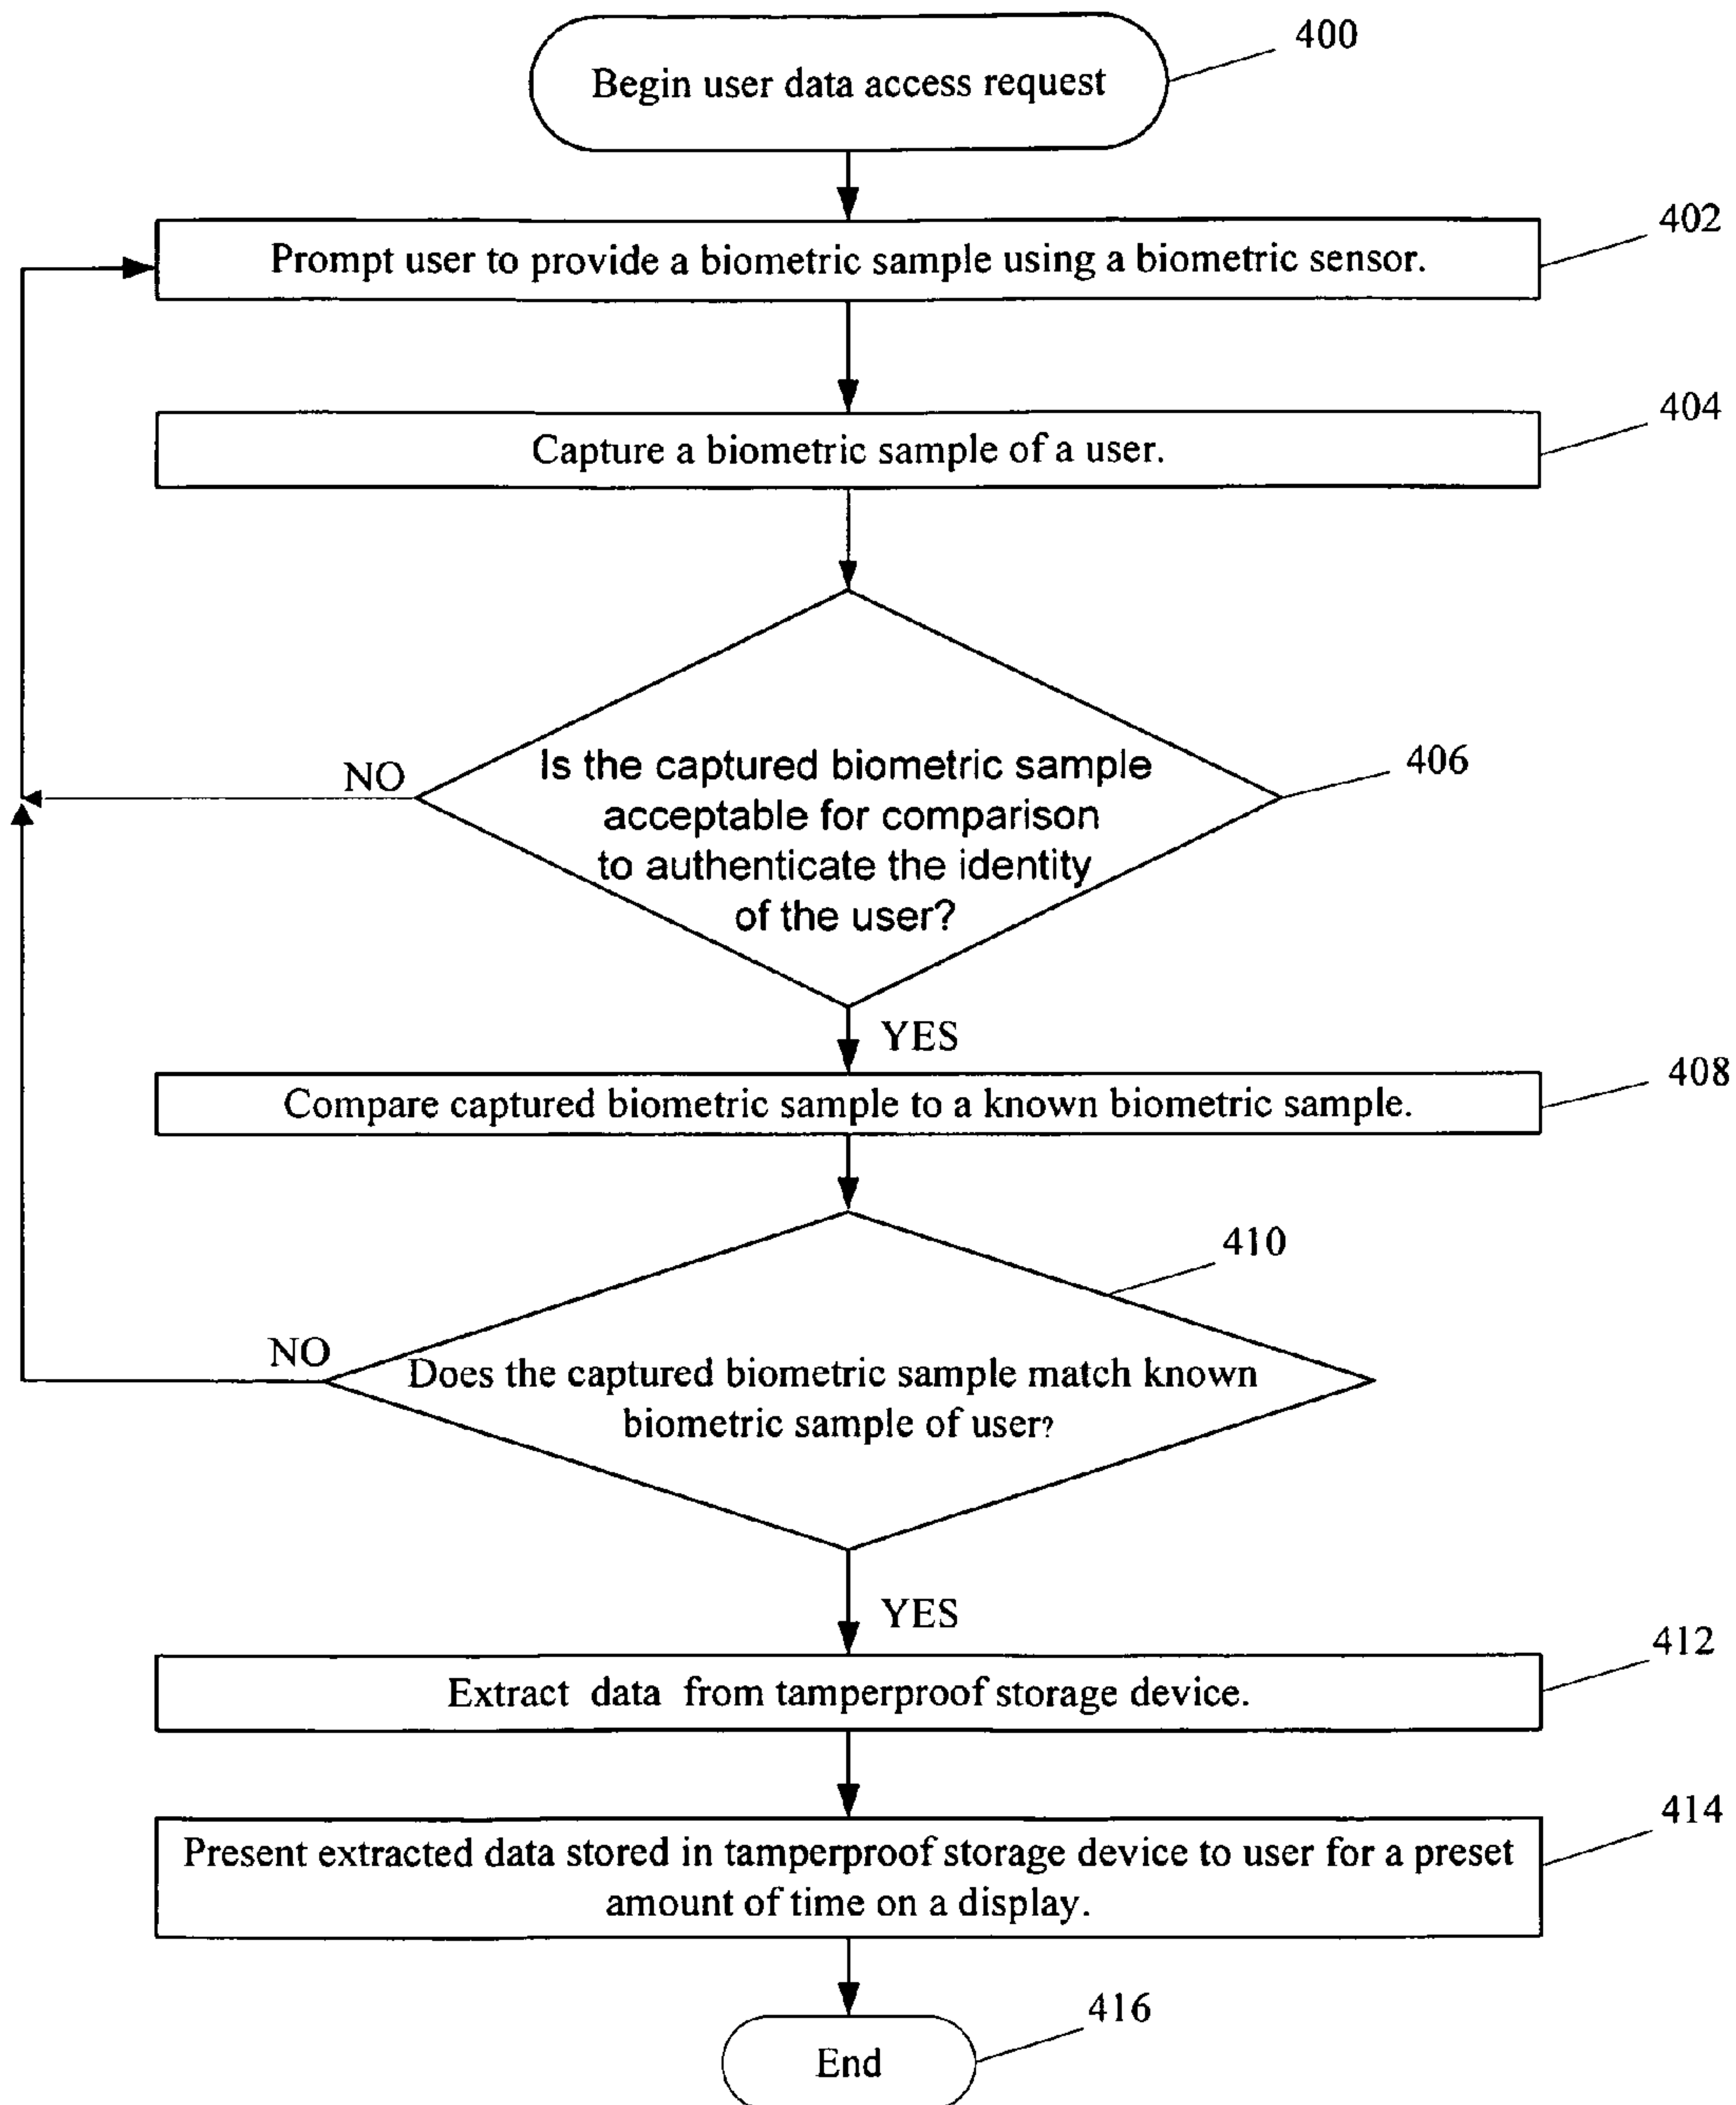 400
Begin user data access request
402
Prompt user to provide a biometric sample using a biometric sensor.
404
Capture a biometric sample of a user.
406
NO
Is the captured biometric sample
acceptable for comparison
to authenticate the identity
of the user?
YES
408
Compare captured biometric sample to a known biometric sample.
410
NO
Does the captured biometric sample match known
biometric sample of user?
YES
412
Extract data from tamperproof storage device.
414
Present extracted data stored in tamperproof storage device to user for a preset
amount of time on a display.
416
End